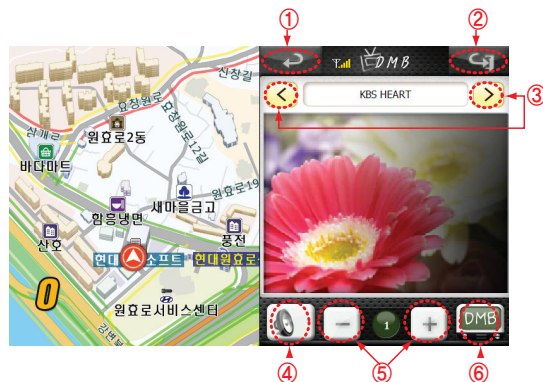 ① ②
신창길
DMB
③
KBS HEART
효창원로
원효로2동
삼개로
바다마트
효창원로12길
원효로19
새마을금고
함흥냉면
산호
풍전
현대 소프트
현대원효로
0
원효로서비스센터
강변북
1
DMB
④ ⑤ ⑥